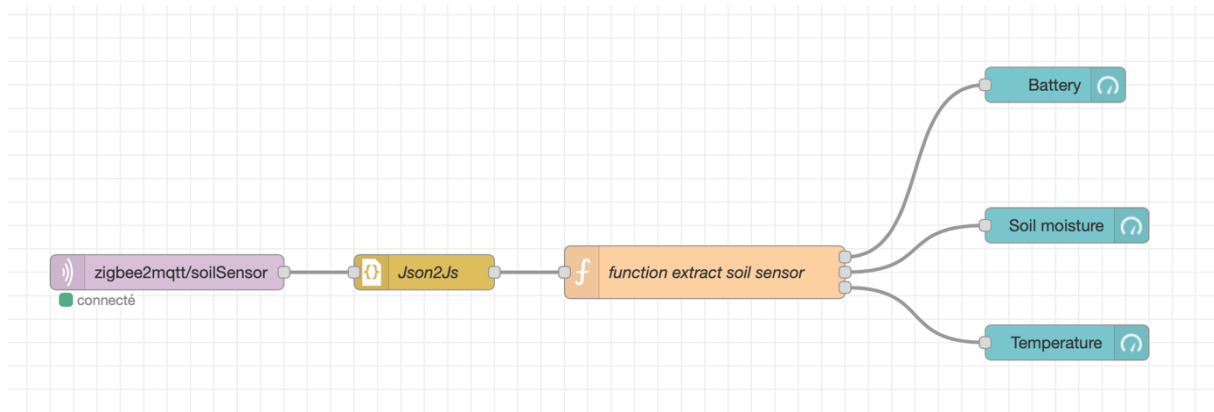 Battery
Soil moisture
zigbee2mqtt/soilSensor
{}
Json2Js
f
function extract soil sensor
connecté
Temperature